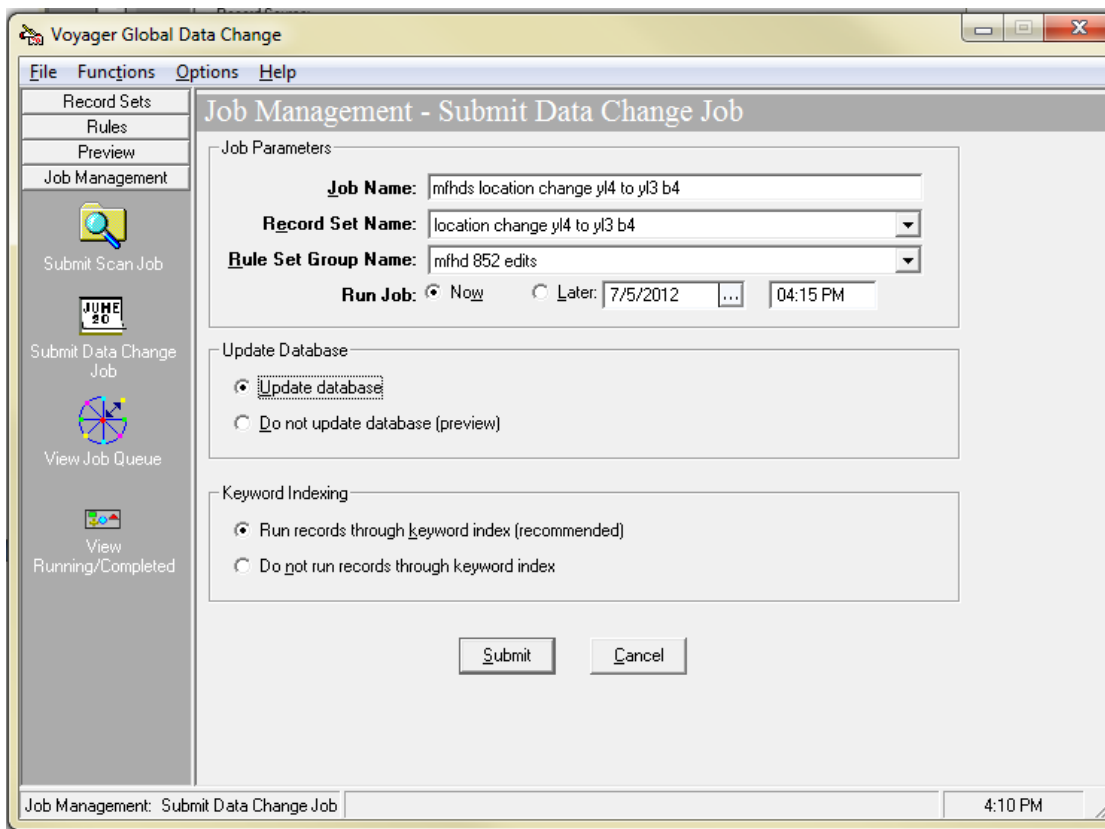 Voyager Global Data Change
File Functions Options Help
Record Sets
Rules
Preview
Job Management
Submit Scan Job
JUNE
20
Submit Data Change
Job
View Job Queue
View
Running/Completed
Job Management - Submit Data Change Job
Job Parameters
Job Name: mfhds location change yl4 to yl3 b4
Record Set Name: location change yl4 to yl3 b4
Rule Set Group Name: mfhd 852 edits
Run Job: Now Later: 7/5/2012 ... 04:15 PM
Update Database
Update database
Do not update database (preview)
Keyword Indexing
Run records through keyword index (recommended)
Do not run records through keyword index
Submit Cancel
Job Management: Submit Data Change Job 4:10 PM